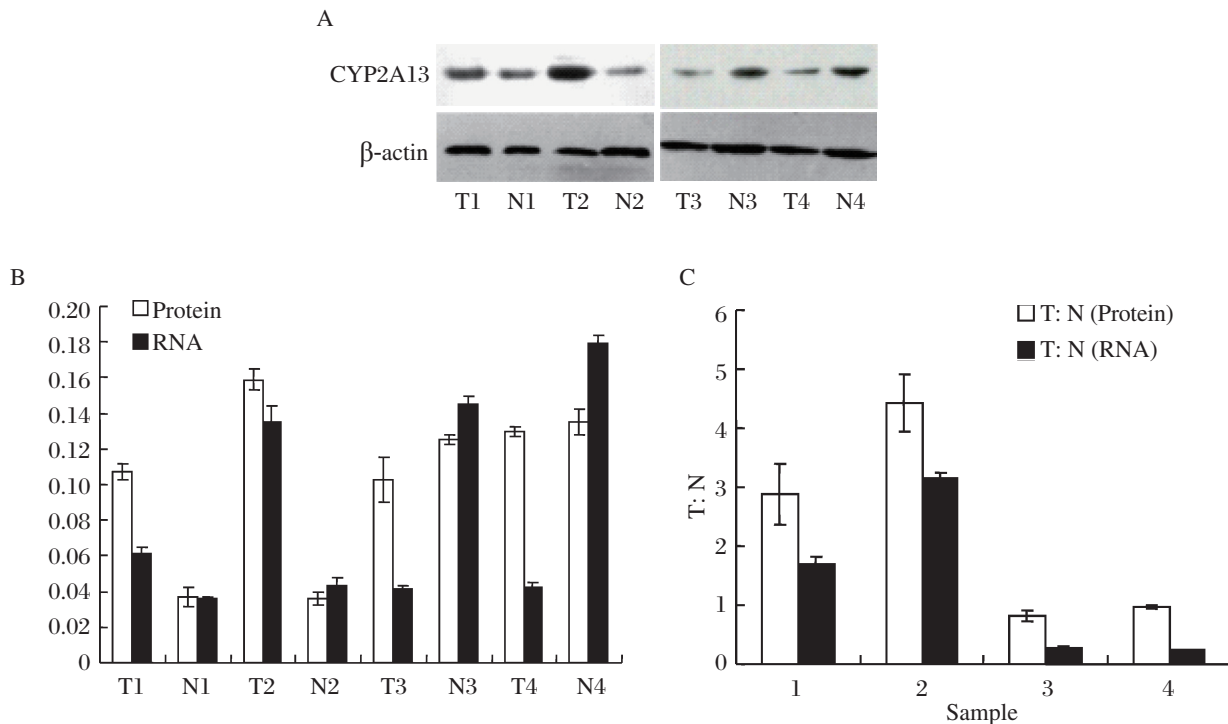 A
CYP2A13
β-actin
T1 N1 T2 N2 T3 N3 T4 N4
B
0.20
0.18
0.16
0.14
0.12
0.10
0.08
0.06
0.04
0.02
0
Protein
RNA
T1 N1 T2 N2 T3 N3 T4 N4
C
6
5
4
3
2
1
0
T: N
T: N (Protein)
T: N (RNA)
1 2 3 4
Sample